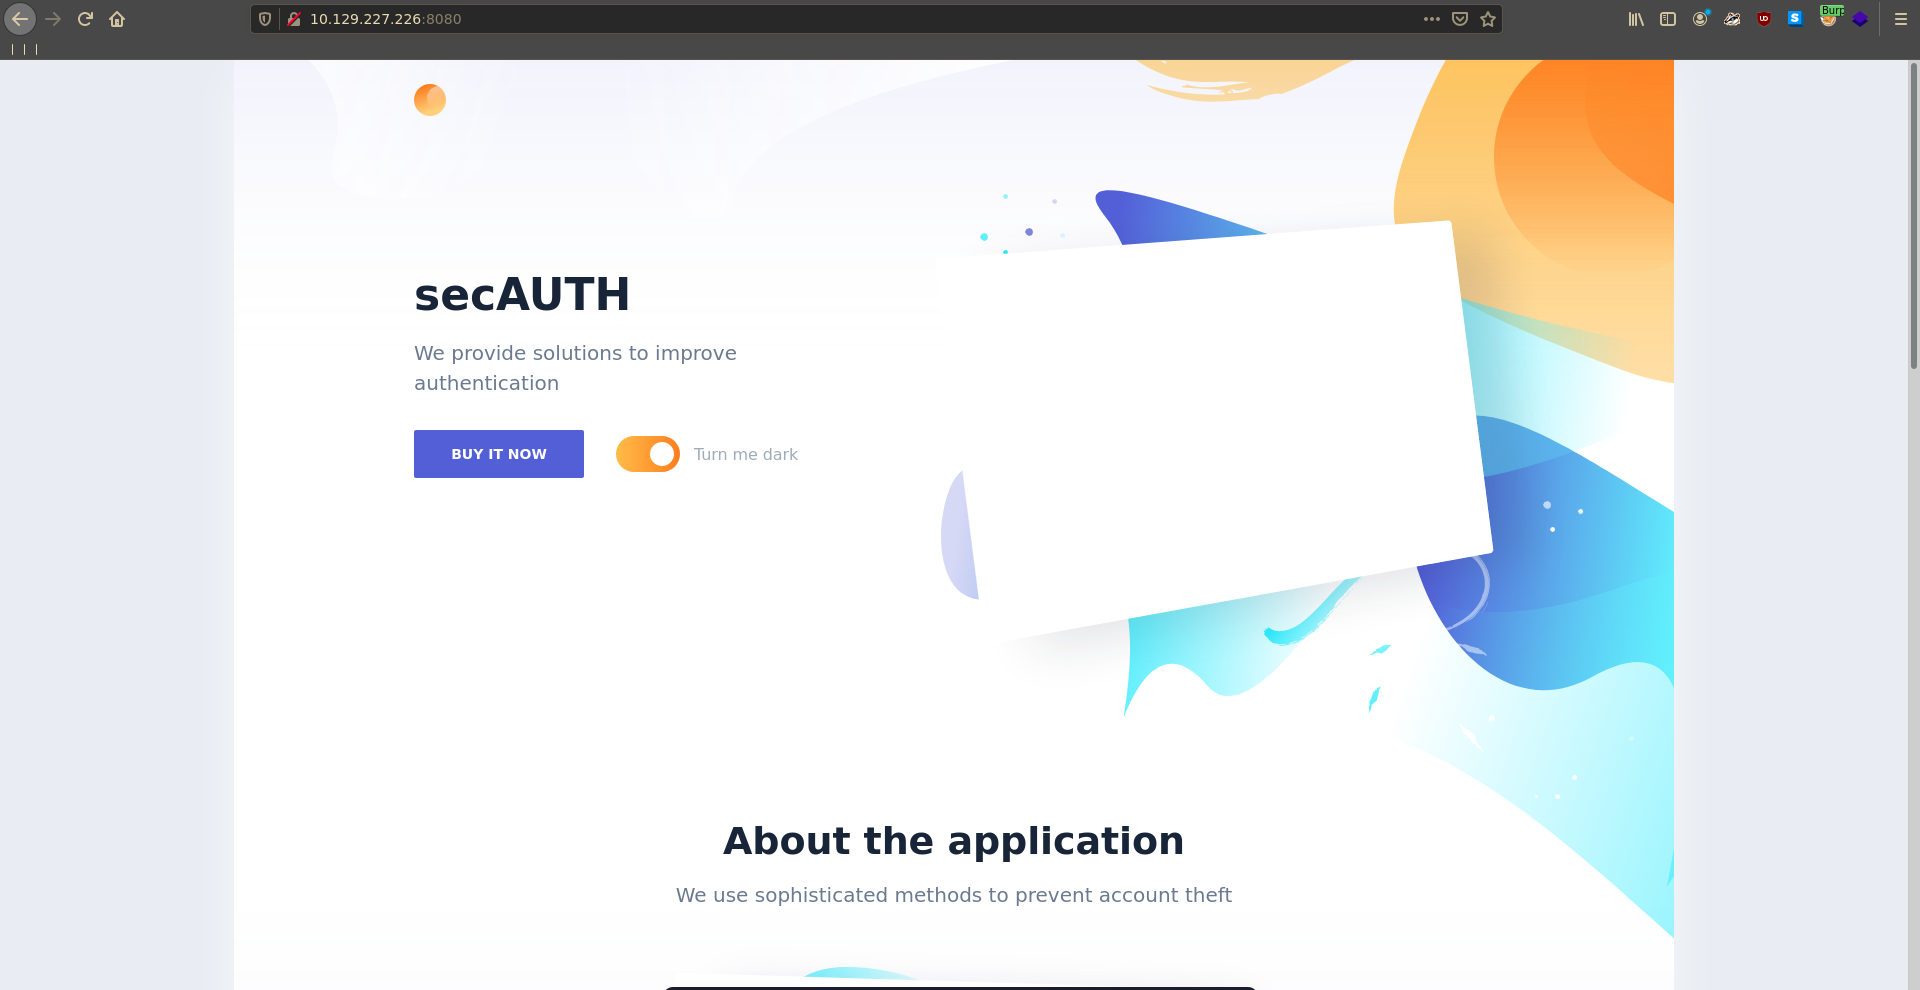 10.129.227.226:8080
UD
S
Burp
secAUTH
We provide solutions to improve
authentication
BUY IT NOW
Turn me dark
About the application
We use sophisticated methods to prevent account theft